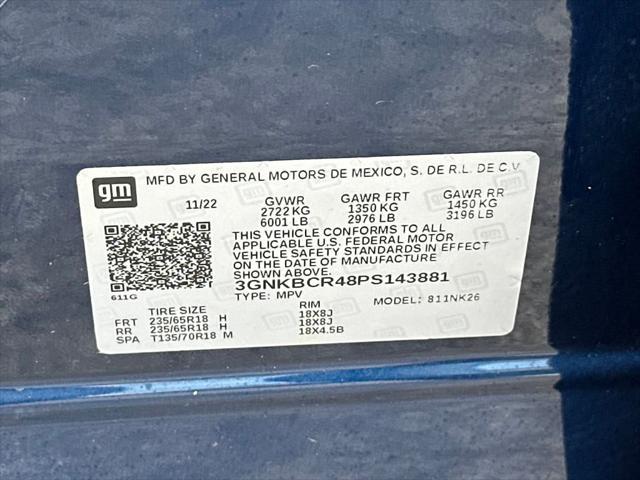 gm MFD BY GENERAL MOTORS DE MEXICO, S. DE R.L. DE C.V.
11/22 GVWR GAWR FRT GAWR RR
2722 KG 1350 KG 1450 KG
6001 LB 2976 LB 3196 LB
THIS VEHICLE CONFORMS TO ALL
APPLICABLE U.S. FEDERAL MOTOR
VEHICLE SAFETY STANDARDS IN EFFECT
ON THE DATE OF MANUFACTURE
SHOWN ABOVE.
3GNKBCR48PS143881
611G TYPE: MPV MODEL: 811NK26
TIRE SIZE RIM
FRT 235/65R18 H 18X8J
RR 235/65R18 H 18X8J
SPA T135/70R18 M 18X4.5B